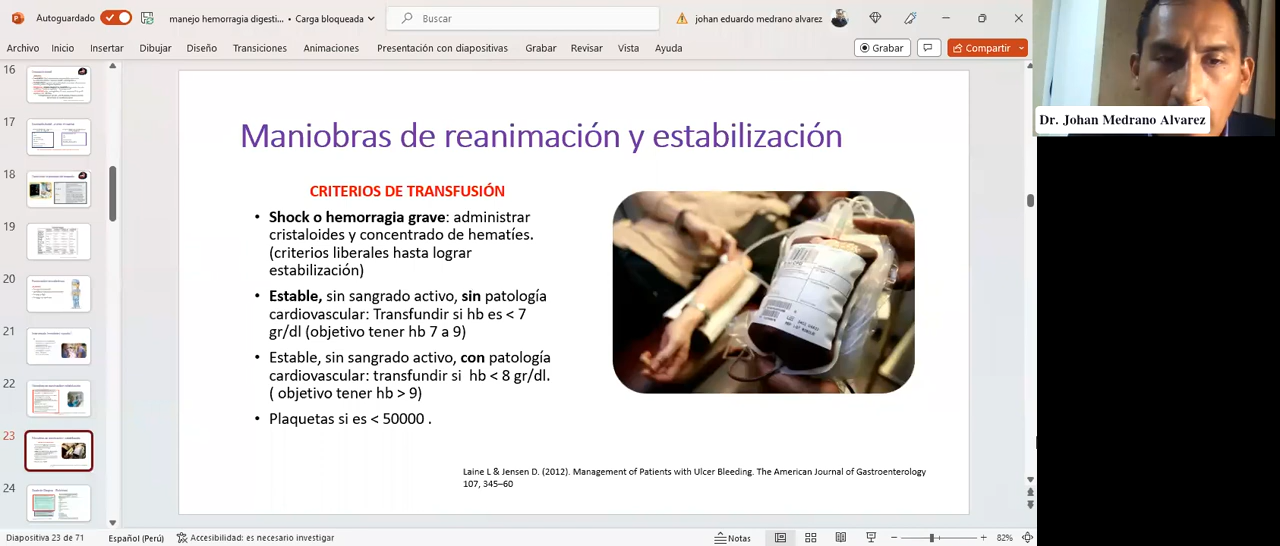 Autoguardado
manejo hemorragia digesti... • Carga bloqueada
Buscar
johan eduardo medrano alvarez
Archivo Inicio Insertar Dibujar Diseño Transiciones Animaciones Presentación con diapositivas Grabar Revisar Vista Ayuda
Grabar
Compartir
Dr. Johan Medrano Alvarez
16
17
18
19
20
21
22
23
24
Maniobras de reanimación y estabilización
CRITERIOS DE TRANSFUSIÓN
• Shock o hemorragia grave: administrar
cristaloides y concentrado de hematíes.
(criterios liberales hasta lograr
estabilización)
• Estable, sin sangrado activo, sin patología
cardiovascular: Transfundir si hb es < 7
gr/dl (objetivo tener hb 7 a 9)
• Estable, sin sangrado activo, con patología
cardiovascular: transfundir si hb < 8 gr/dl.
( objetivo tener hb > 9)
• Plaquetas si es < 50000 .
Laine L & Jensen D. (2012). Management of Patients with Ulcer Bleeding. The American Journal of Gastroenterology
107, 345–60
Diapositiva 23 de 71
Español (Perú)
Accesibilidad: es necesario investigar
Notas
82%